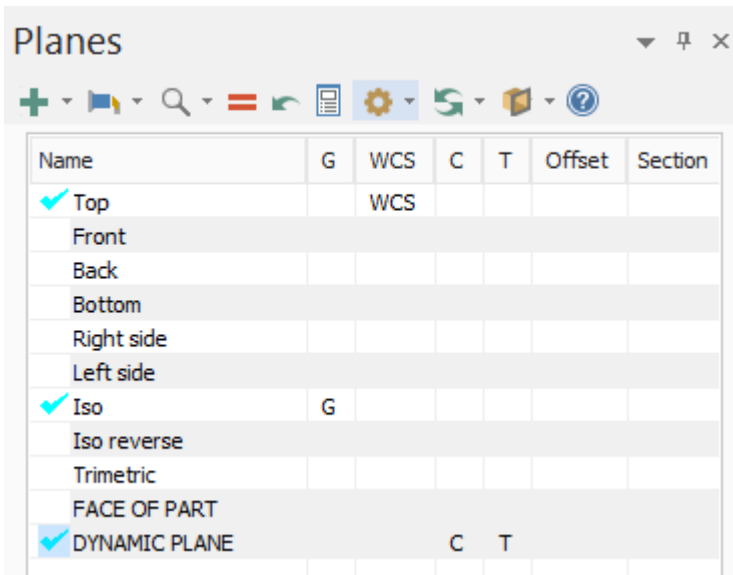 Planes
Name G WCS C T Offset Section
Top WCS
Front
Back
Bottom
Right side
Left side
Iso G
Iso reverse
Trimetric
FACE OF PART
DYNAMIC PLANE C T